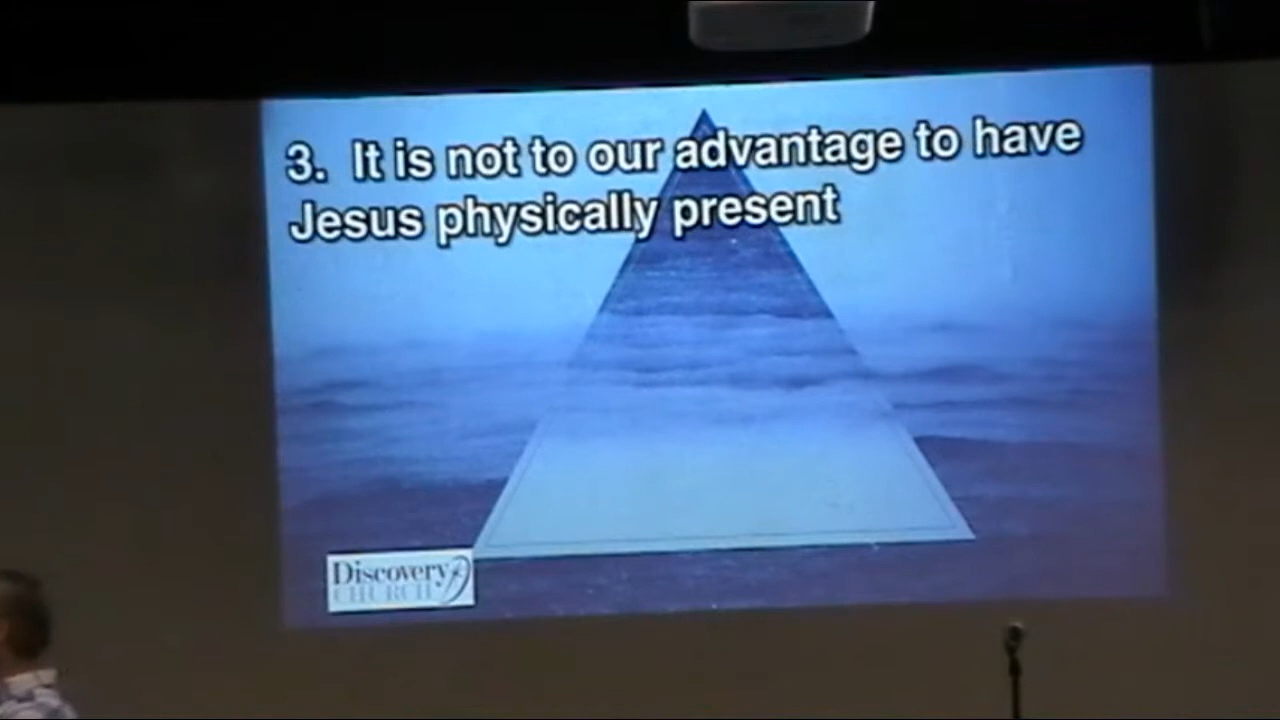 3. It is not to our advantage to have
Jesus physically present
Discovery
CHURCH